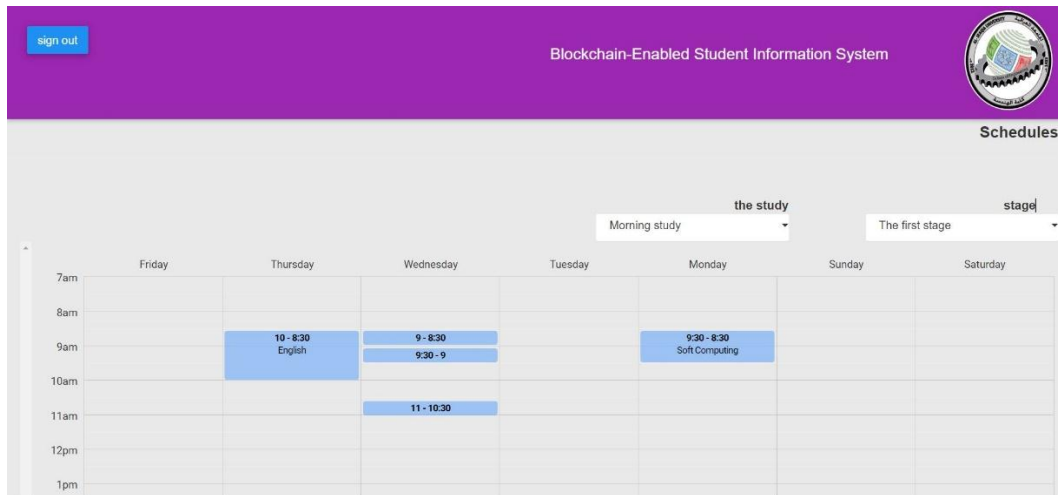 sign out
Blockchain-Enabled Student Information System
Schedules
the study
stage
Morning study
The first stage
Friday Thursday Wednesday Tuesday Monday Sunday Saturday
7am
8am
10 - 8:30 9 - 8:30 9:30 - 8:30
9am English 9:30 - 9 Soft Computing
10am
11 - 10:30
11am
12pm
1pm